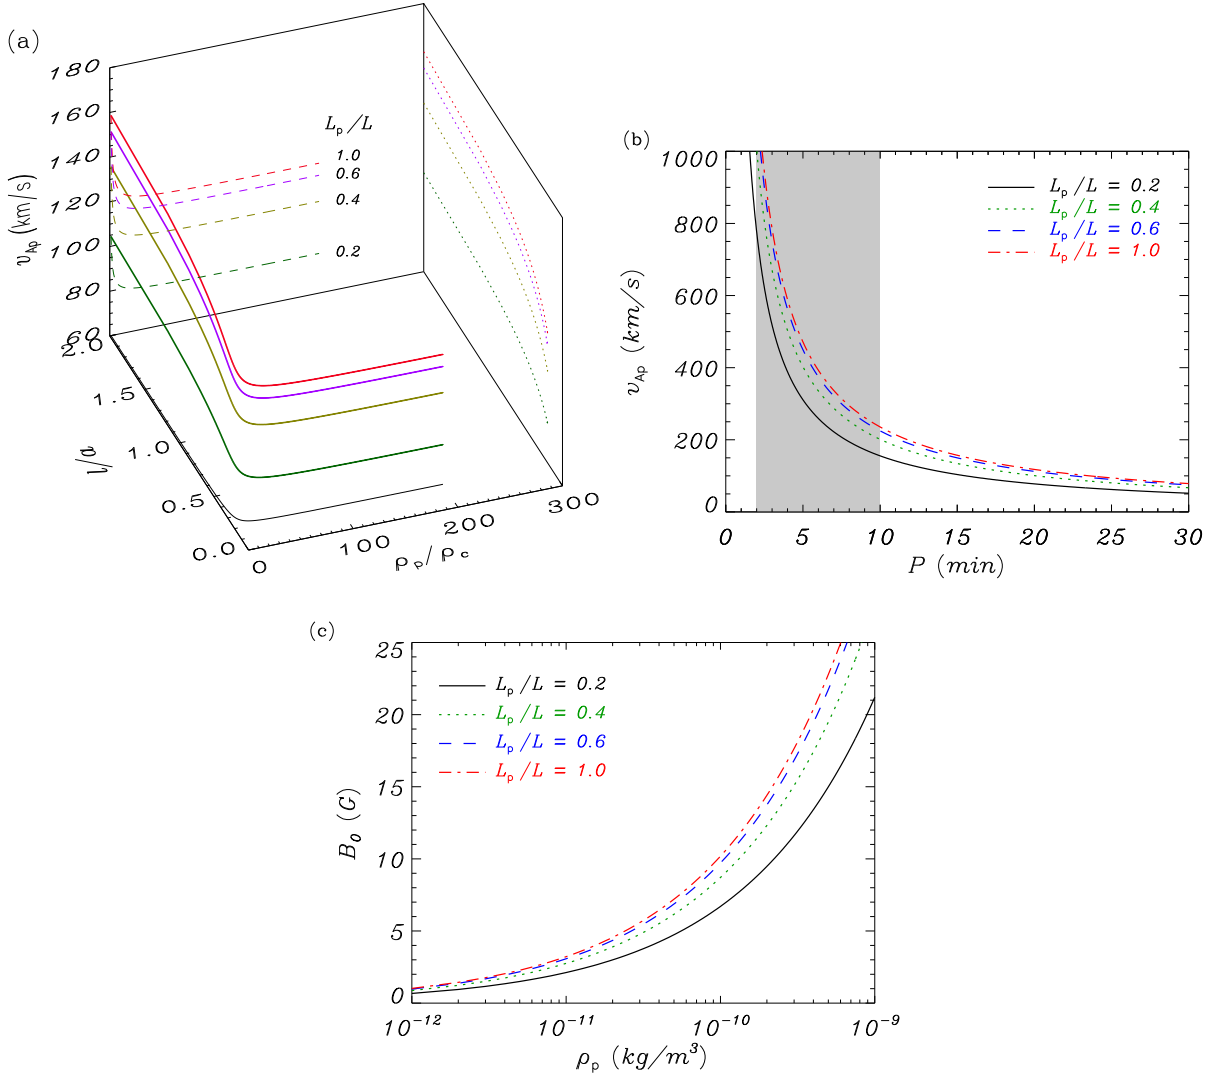 (a)
180
160
140
120
100
80
60
v_Ap (km/s)
L_p/L
1.0
0.6
0.4
0.2
2.0
1.5
1.0
0.5
0.0
l/a
0
100
200
300
ρ_p/ρ_c
(b)
1000
800
600
400
200
0
v_Ap (km/s)
L_p/L = 0.2
L_p/L = 0.4
L_p/L = 0.6
L_p/L = 1.0
0 5 10 15 20 25 30
P (min)
(c)
25
20
15
10
5
0
B_0 (G)
L_p/L = 0.2
L_p/L = 0.4
L_p/L = 0.6
L_p/L = 1.0
10^-12 10^-11 10^-10 10^-9
ρ_p (kg/m^3)